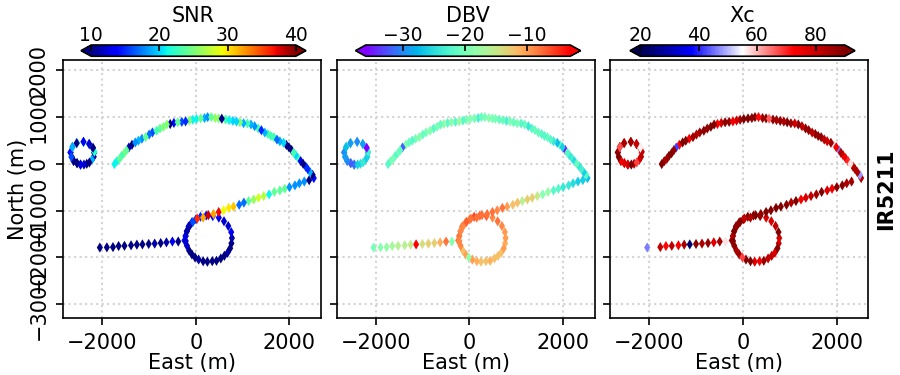 SNR DBV Xc
10 20 30 40 −30 −20 −10 20 40 60 80
2000
1000
0
−1000
−2000
−3000
North (m)
IR5211
−2000 0 2000 −2000 0 2000 −2000 0 2000
East (m) East (m) East (m)